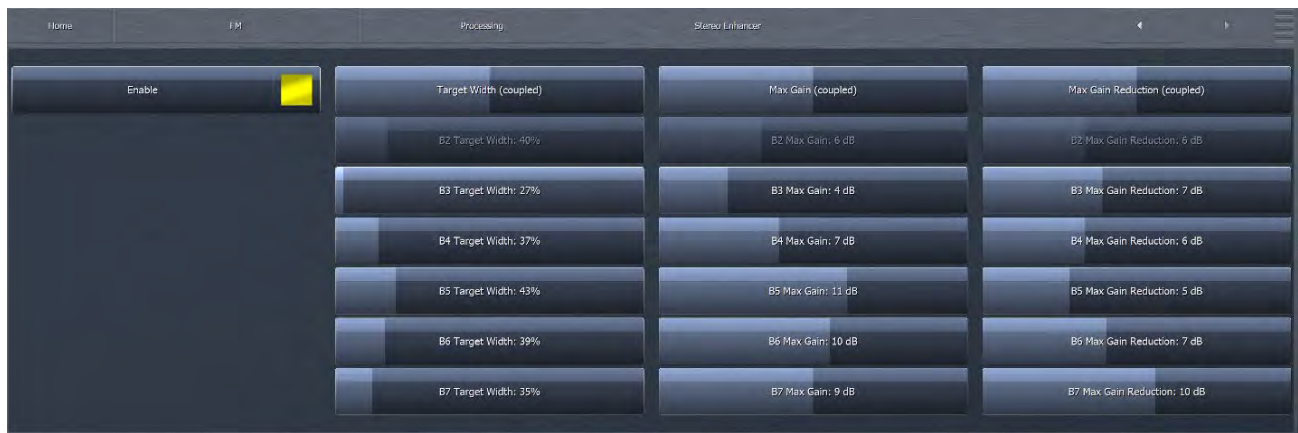 Home FM Processing Stereo Enhancer
Enable Target Width (coupled) Max Gain (coupled) Max Gain Reduction (coupled)
B2 Target Width: 40% B2 Max Gain: 6 dB B2 Max Gain Reduction: 6 dB
B3 Target Width: 27% B3 Max Gain: 4 dB B3 Max Gain Reduction: 7 dB
B4 Target Width: 37% B4 Max Gain: 7 dB B4 Max Gain Reduction: 6 dB
B5 Target Width: 43% B5 Max Gain: 11 dB B5 Max Gain Reduction: 5 dB
B6 Target Width: 39% B6 Max Gain: 10 dB B6 Max Gain Reduction: 7 dB
B7 Target Width: 35% B7 Max Gain: 9 dB B7 Max Gain Reduction: 10 dB